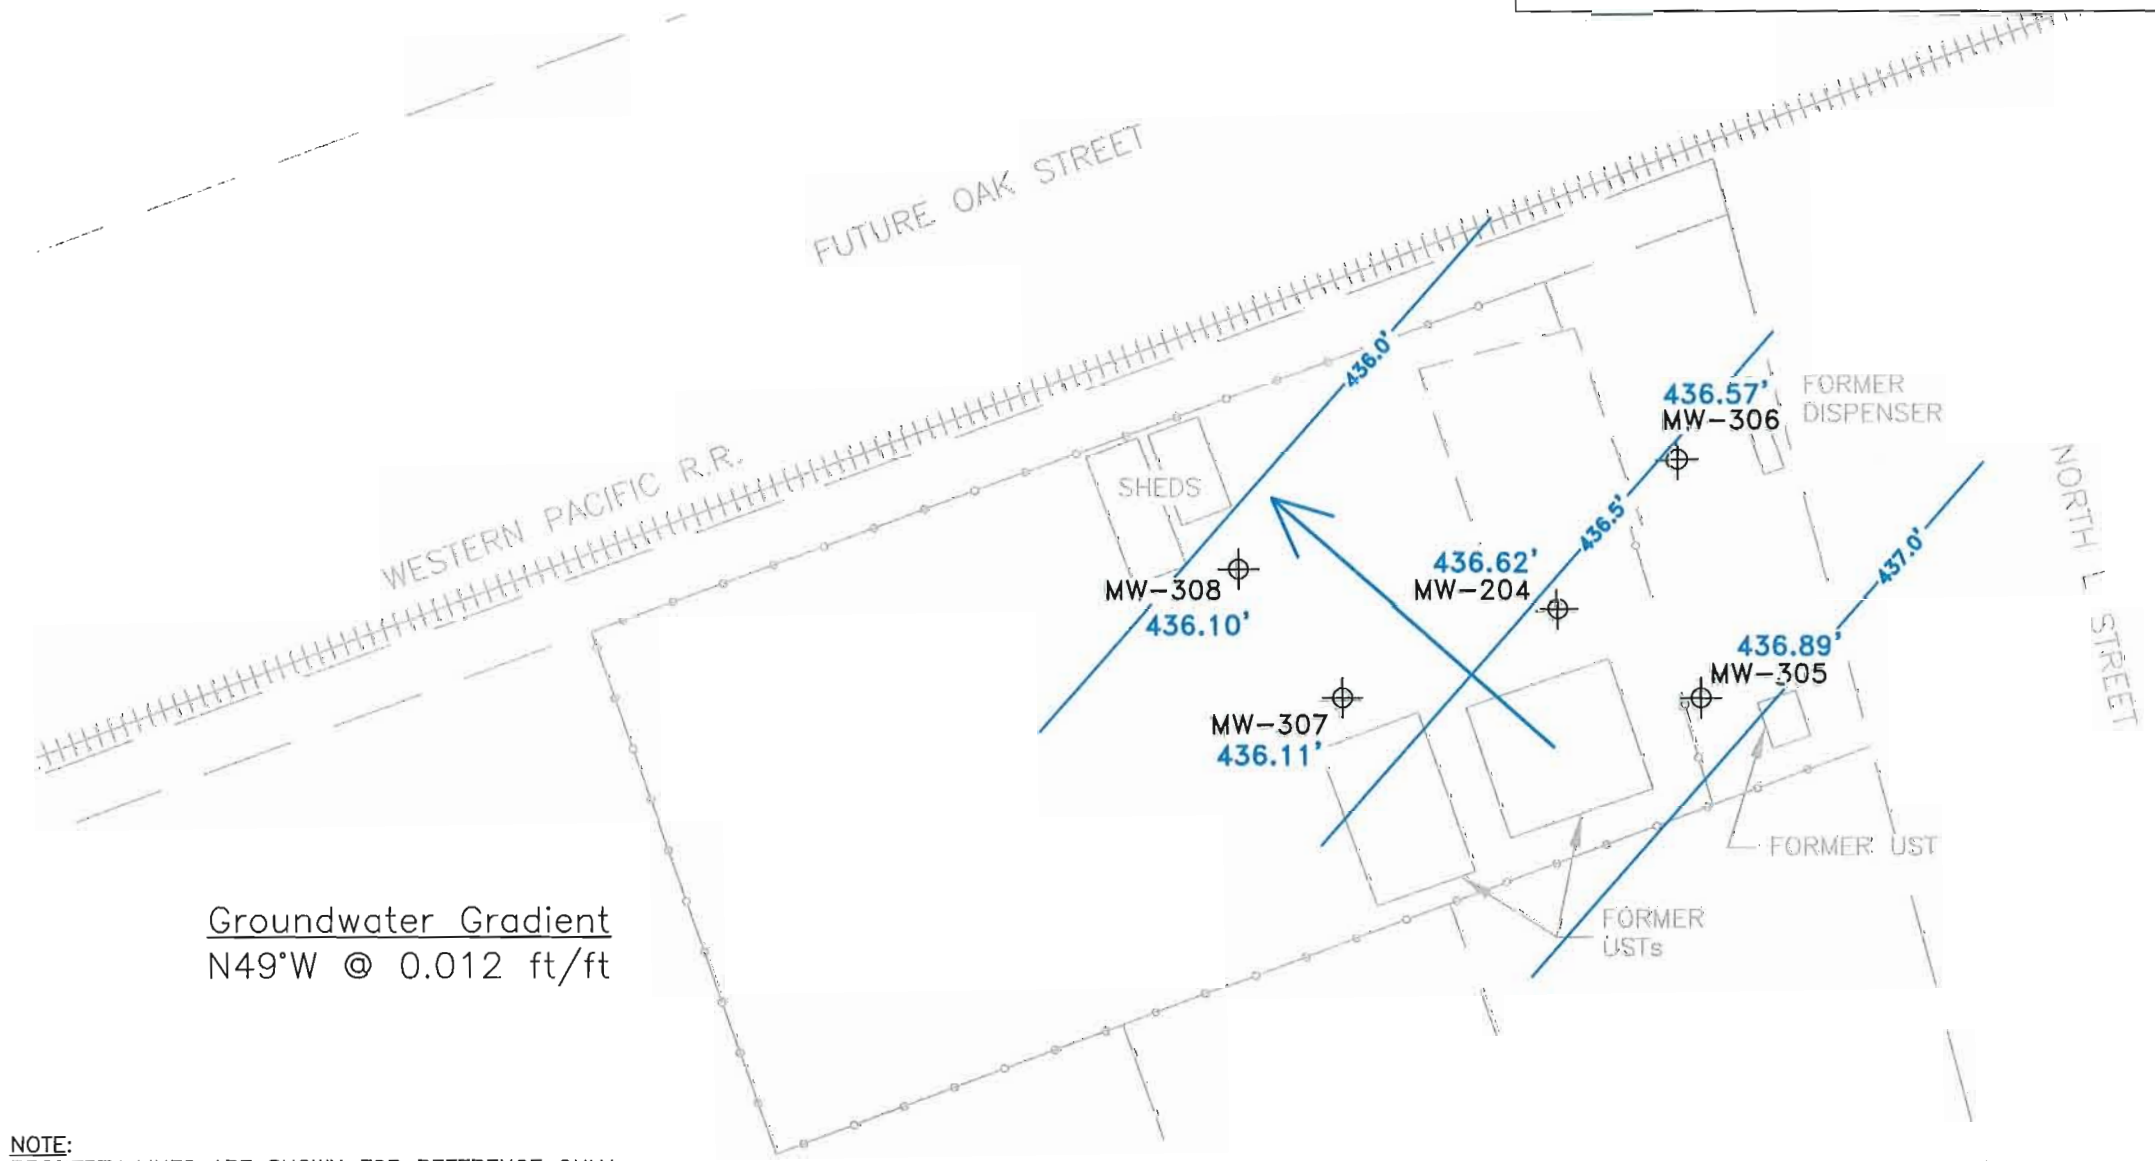 FUTURE OAK STREET
WESTERN PACIFIC R.R.
SHEDS
436.0'
436.57'
MW-306
FORMER
DISPENSER
436.5'
437.0'
NORTH L STREET
MW-308
436.10'
436.62'
MW-204
436.89'
MW-305
MW-307
436.11'
FORMER UST
FORMER
USTs
Groundwater Gradient
N49°W @ 0.012 ft/ft
NOTE: